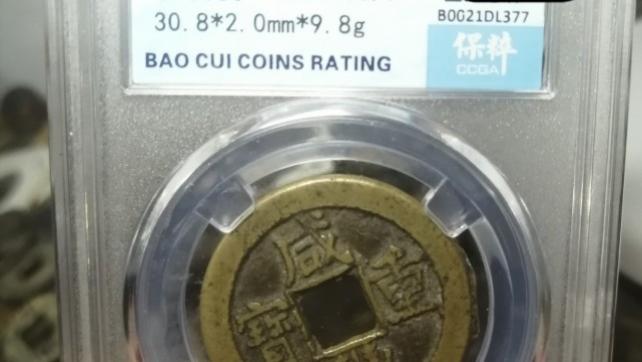 30.8*2.0mm*9.8g
B0021DL377
BAO CUI COINS RATING
保粹
CCGA
咸
寶